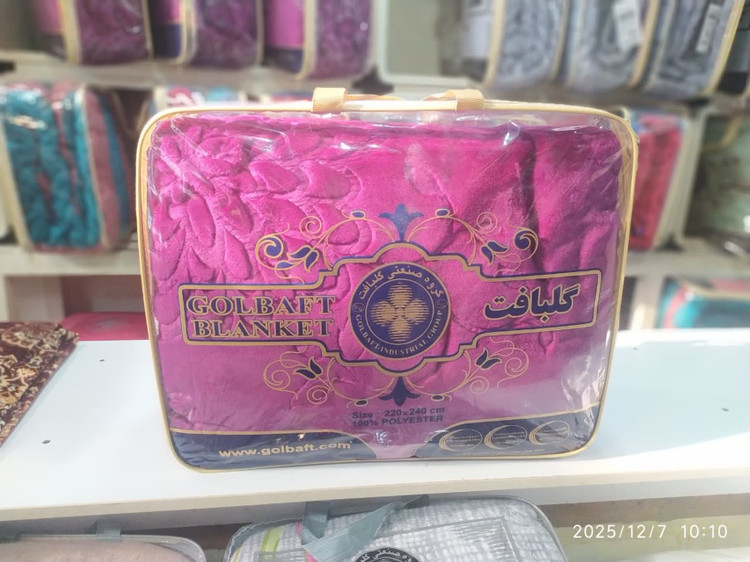 گروه صنعتی گلبافت
GOLBAFT INDUSTRIAL GROUP
GOLBAFT
BLANKET
گلبافت
Size : 220x240 cm
100% POLYESTER
www.golbaft.com
2025/12/7 10:10